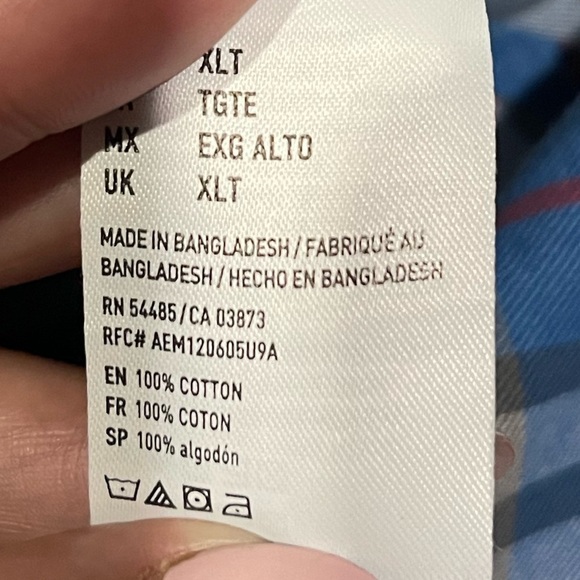 XLT
TGTE
MX EXG ALTO
UK XLT
MADE IN BANGLADESH / FABRIQUÉ AU
BANGLADESH / HECHO EN BANGLADESH
RN 54485 / CA 03873
RFC# AEM120605U9A
EN 100% COTTON
FR 100% COTON
SP 100% algodón